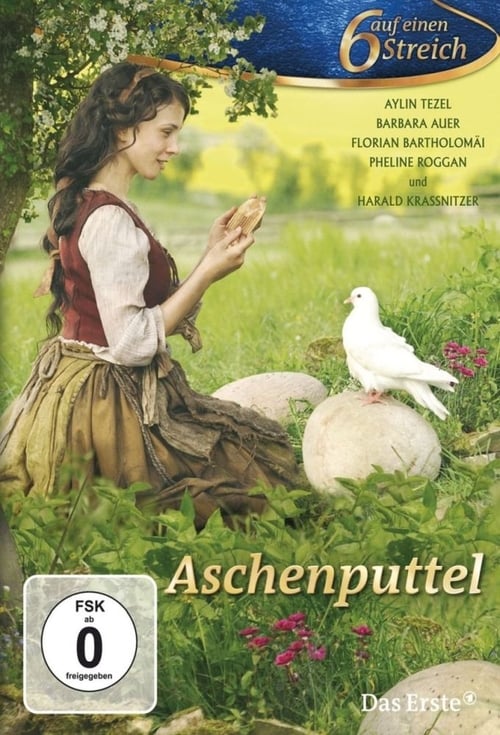 6 auf einen
Streich
AYLIN TEZEL
BARBARA AUER
FLORIAN BARTHOLOMÄI
PHELINE ROGGAN
und
HARALD KRASSNITZER
Aschenputtel
FSK
ab
0
freigegeben
Das Erste